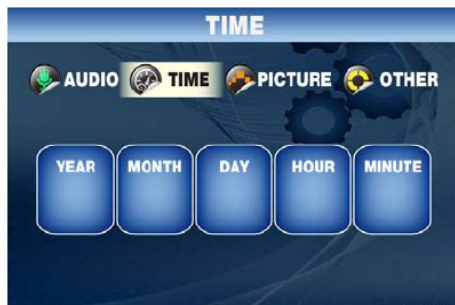 TIME
AUDIO TIME PICTURE OTHER
YEAR MONTH DAY HOUR MINUTE